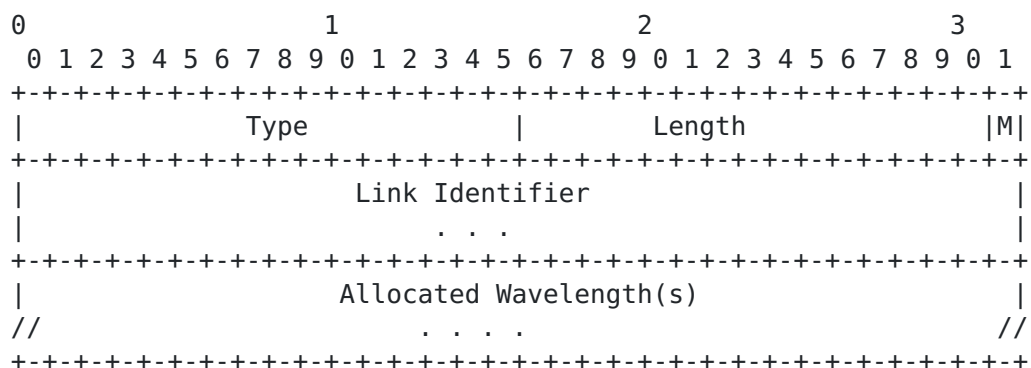 0                   1                   2                   3
 0 1 2 3 4 5 6 7 8 9 0 1 2 3 4 5 6 7 8 9 0 1 2 3 4 5 6 7 8 9 0 1
+-+-+-+-+-+-+-+-+-+-+-+-+-+-+-+-+-+-+-+-+-+-+-+-+-+-+-+-+-+-+-+-+
|              Type             |        Length               |M|
+-+-+-+-+-+-+-+-+-+-+-+-+-+-+-+-+-+-+-+-+-+-+-+-+-+-+-+-+-+-+-+-+
|                     Link Identifier                           |
|                          . . .                                |
+-+-+-+-+-+-+-+-+-+-+-+-+-+-+-+-+-+-+-+-+-+-+-+-+-+-+-+-+-+-+-+-+
|                    Allocated Wavelength(s)                    |
//                        . . . .                              //
+-+-+-+-+-+-+-+-+-+-+-+-+-+-+-+-+-+-+-+-+-+-+-+-+-+-+-+-+-+-+-+-+